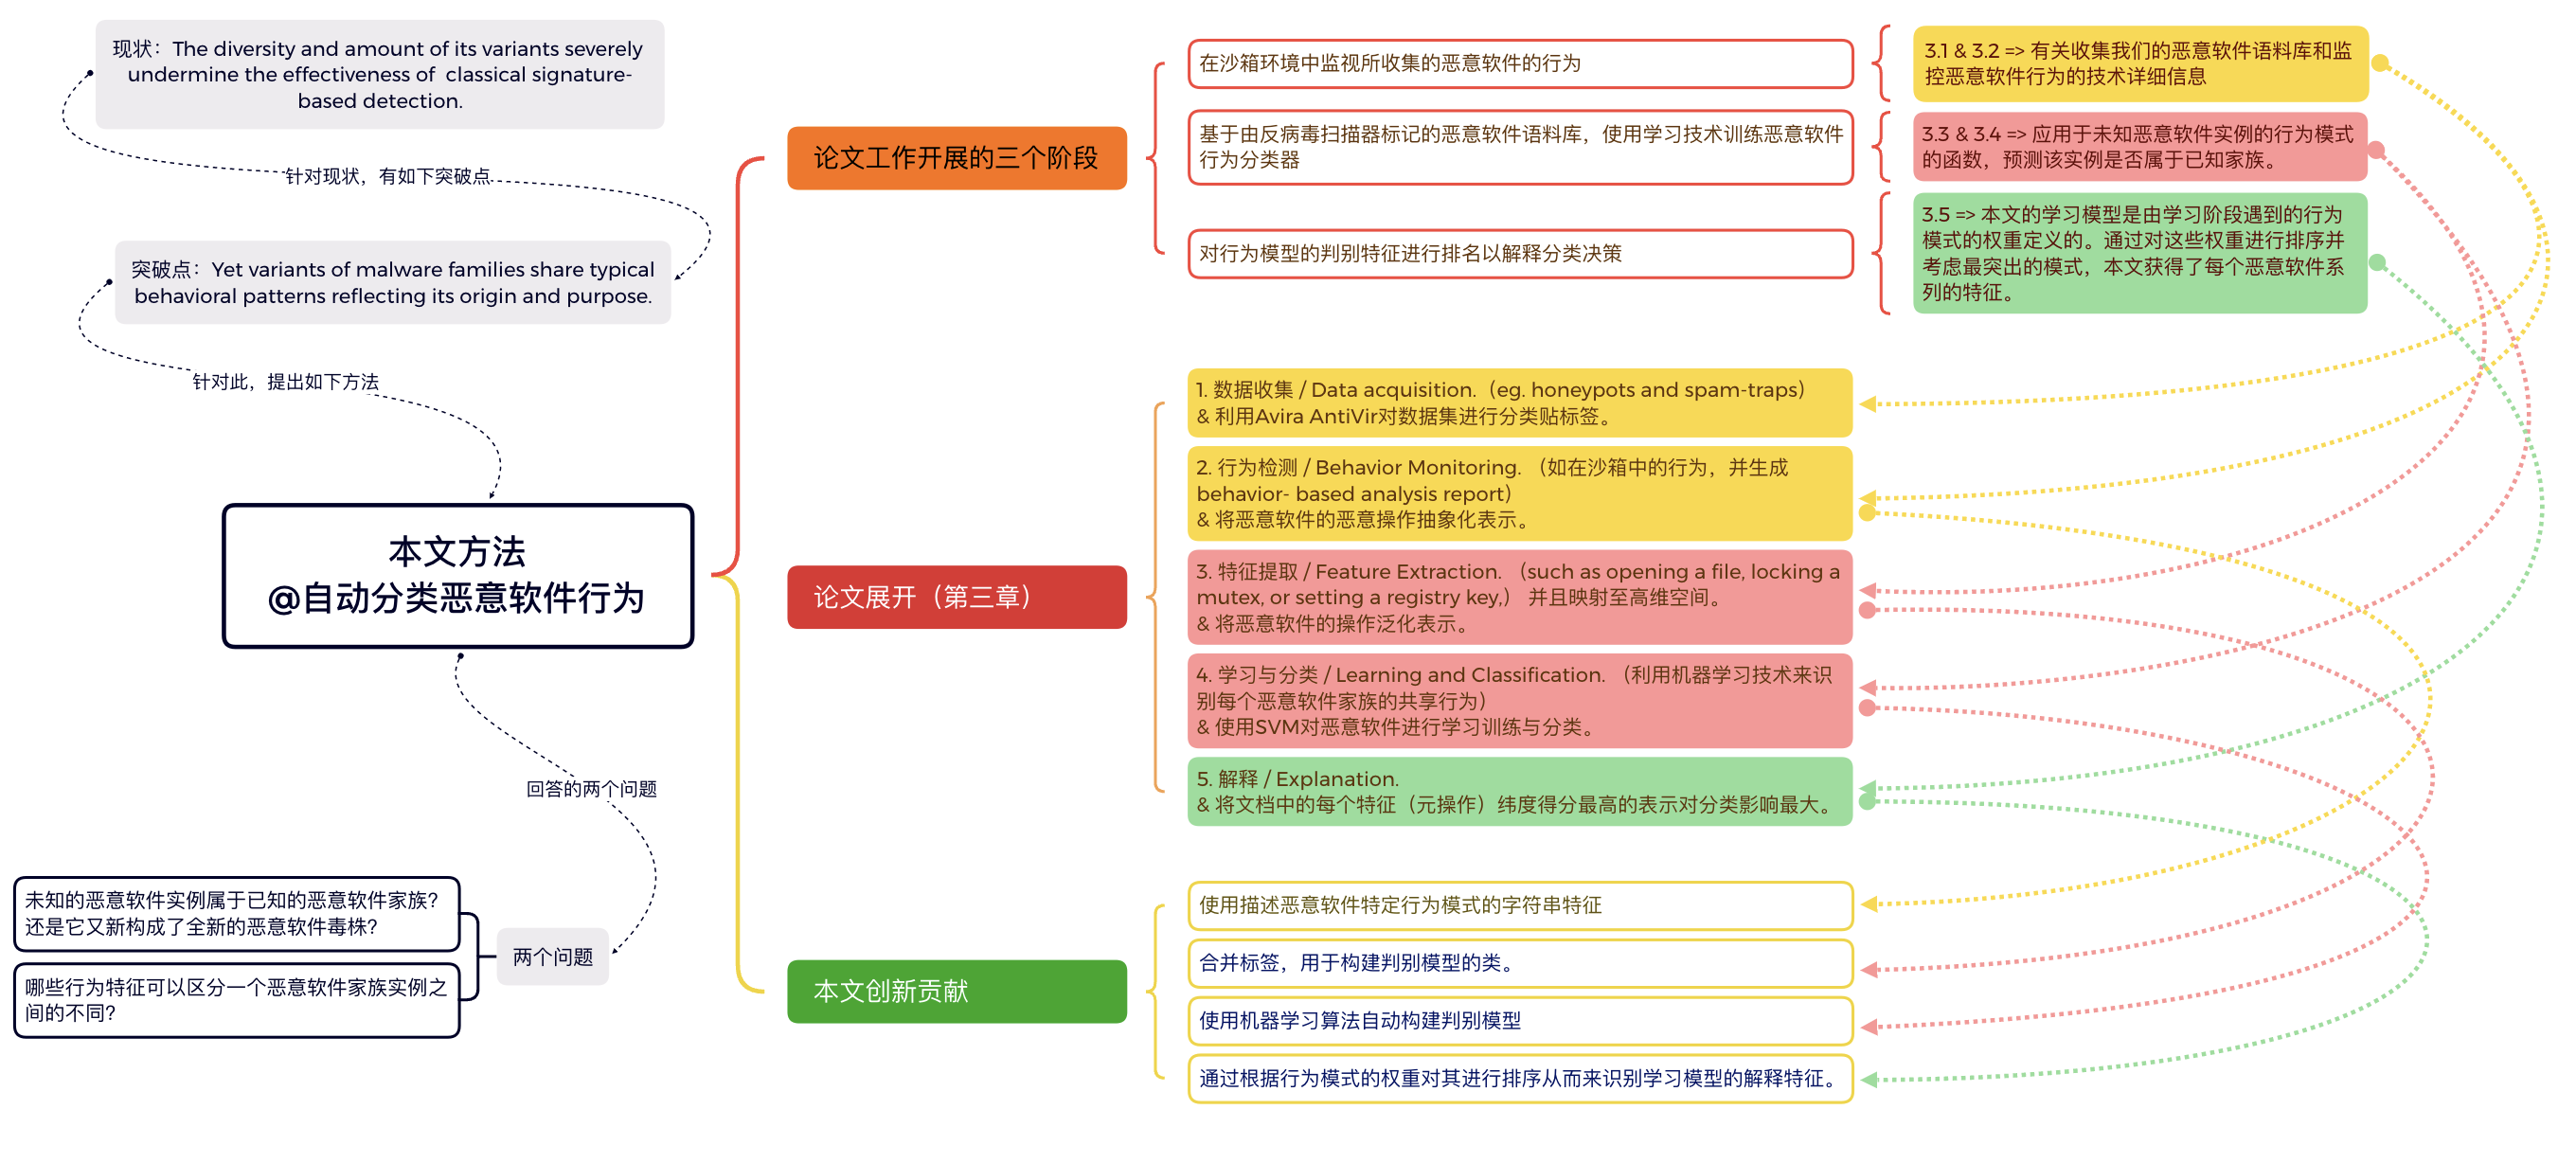 现状：The diversity and amount of its variants severely
undermine the effectiveness of classical signature-
based detection.
针对现状，有如下突破点
突破点：Yet variants of malware families share typical
behavioral patterns reflecting its origin and purpose.
针对此，提出如下方法
本文方法
@自动分类恶意软件行为
回答的两个问题
两个问题
未知的恶意软件实例属于已知的恶意软件家族？
还是它又新构成了全新的恶意软件毒株？
哪些行为特征可以区分一个恶意软件家族实例之
间的不同？
论文工作开展的三个阶段
在沙箱环境中监视所收集的恶意软件的行为
3.1 & 3.2 => 有关收集我们的恶意软件语料库和监
控恶意软件行为的技术详细信息
基于由反病毒扫描器标记的恶意软件语料库，使用学习技术训练恶意软件
行为分类器
3.3 & 3.4 => 应用于未知恶意软件实例的行为模式
的函数，预测该实例是否属于已知家族。
对行为模型的判别特征进行排名以解释分类决策
3.5 => 本文的学习模型是由学习阶段遇到的行为
模式的权重定义的。通过对这些权重进行排序并
考虑最突出的模式，本文获得了每个恶意软件系
列的特征。
论文展开（第三章）
1. 数据收集 / Data acquisition.（eg. honeypots and spam-traps）
& 利用Avira AntiVir对数据集进行分类贴标签。
2. 行为检测 / Behavior Monitoring. （如在沙箱中的行为，并生成
behavior- based analysis report）
& 将恶意软件的恶意操作抽象化表示。
3. 特征提取 / Feature Extraction. （such as opening a file, locking a
mutex, or setting a registry key,） 并且映射至高维空间。
& 将恶意软件的操作泛化表示。
4. 学习与分类 / Learning and Classification. （利用机器学习技术来识
别每个恶意软件家族的共享行为）
& 使用SVM对恶意软件进行学习训练与分类。
5. 解释 / Explanation.
& 将文档中的每个特征（元操作）纬度得分最高的表示对分类影响最大。
本文创新贡献
使用描述恶意软件特定行为模式的字符串特征
合并标签，用于构建判别模型的类。
使用机器学习算法自动构建判别模型
通过根据行为模式的权重对其进行排序从而来识别学习模型的解释特征。